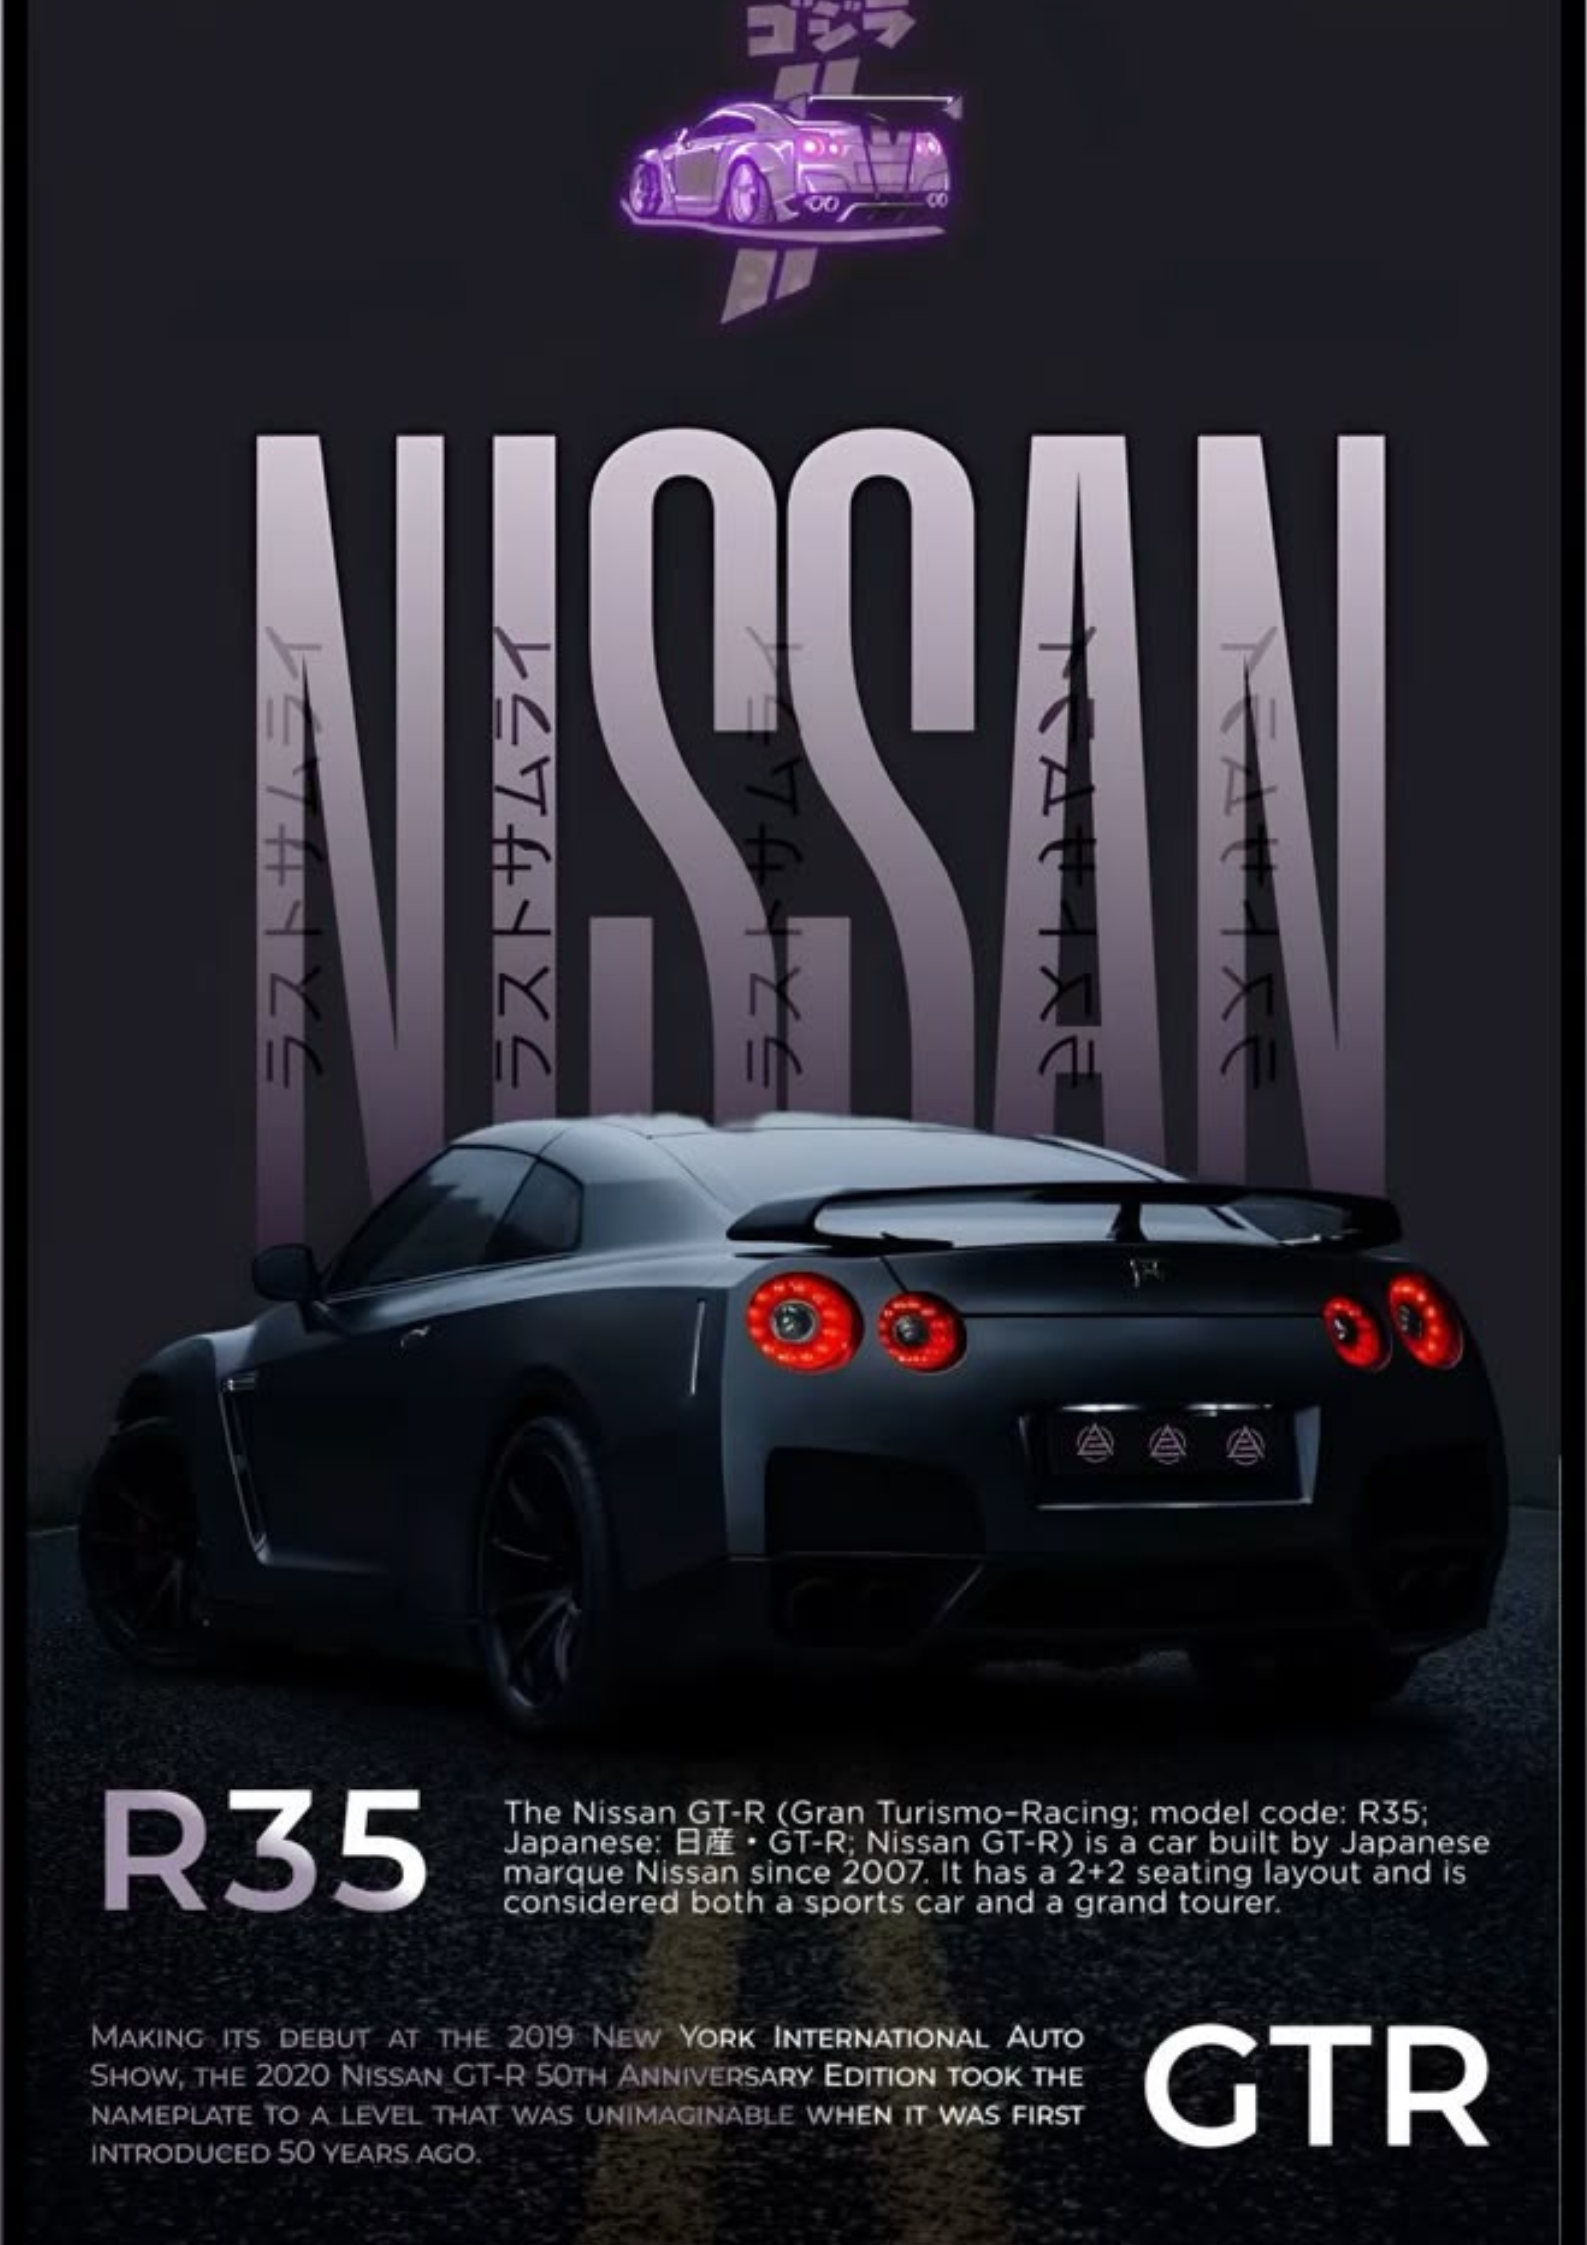 ゴジラ
NISSAN
ラストサムライ
ラストサムライ
ラストサムライ
ラストサムライ
ラストサムライ
R35
The Nissan GT-R (Gran Turismo–Racing; model code: R35;
Japanese: 日産・GT-R; Nissan GT-R) is a car built by Japanese
marque Nissan since 2007. It has a 2+2 seating layout and is
considered both a sports car and a grand tourer.
MAKING ITS DEBUT AT THE 2019 NEW YORK INTERNATIONAL AUTO
SHOW, THE 2020 NISSAN GT-R 50TH ANNIVERSARY EDITION TOOK THE
NAMEPLATE TO A LEVEL THAT WAS UNIMAGINABLE WHEN IT WAS FIRST
INTRODUCED 50 YEARS AGO.
GTR